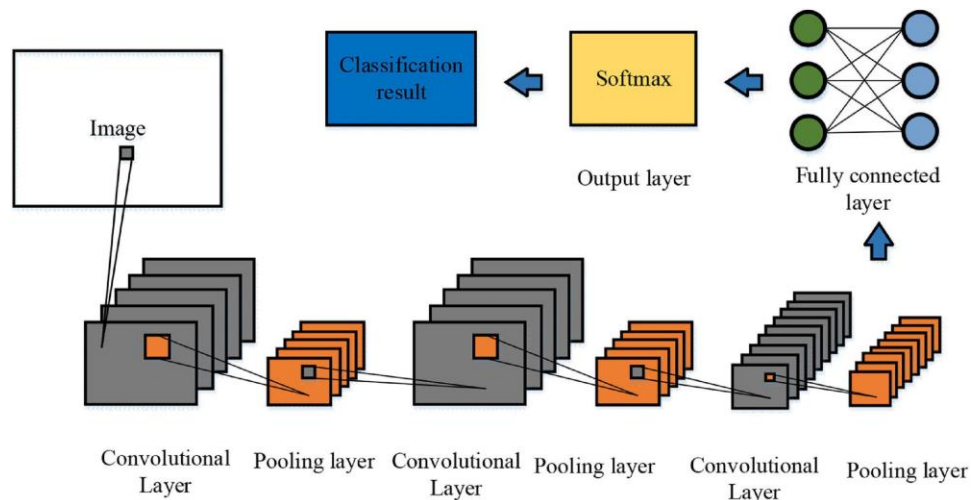 Image
Classification
result
Softmax
Output layer
Fully connected
layer
Convolutional
Layer
Pooling layer
Convolutional
Layer
Pooling layer
Convolutional
Layer
Pooling layer